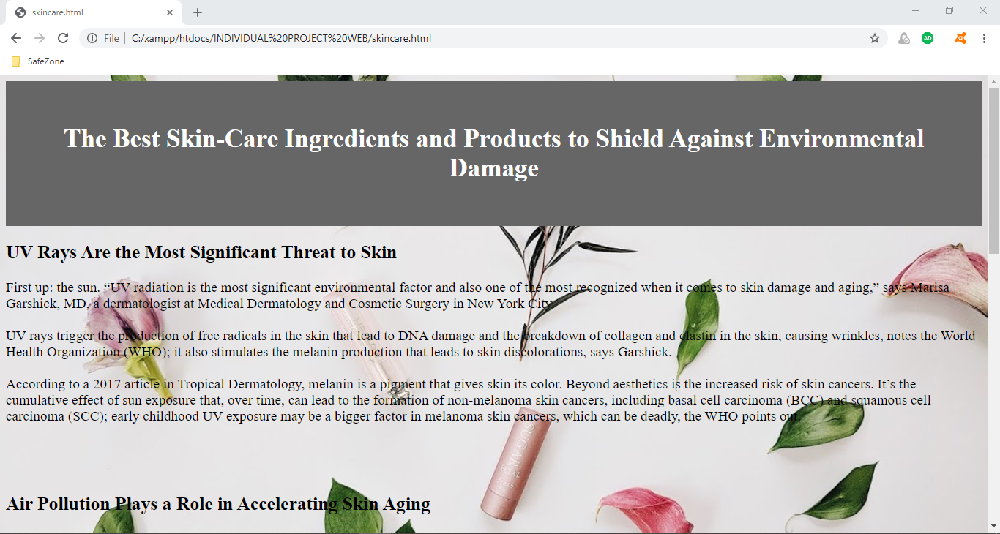 skincare.html
File
C:/xampp/htdocs/INDIVIDUAL%20PROJECT%20WEB/skincare.html
AD
SafeZone
The Best Skin-Care Ingredients and Products to Shield Against Environmental
Damage
UV Rays Are the Most Significant Threat to Skin
First up: the sun. “UV radiation is the most significant environmental factor and also one of the most recognized when it comes to skin damage and aging,” says Marisa
Garshick, MD, a dermatologist at Medical Dermatology and Cosmetic Surgery in New York City.
UV rays trigger the production of free radicals in the skin that lead to DNA damage and the breakdown of collagen and elastin in the skin, causing wrinkles, notes the World
Health Organization (WHO); it also stimulates the melanin production that leads to skin discolorations, says Garshick.
According to a 2017 article in Tropical Dermatology, melanin is a pigment that gives skin its color. Beyond aesthetics is the increased risk of skin cancers. It’s the
cumulative effect of sun exposure that, over time, can lead to the formation of non-melanoma skin cancers, including basal cell carcinoma (BCC) and squamous cell
carcinoma (SCC); early childhood UV exposure may be a bigger factor in melanoma skin cancers, which can be deadly, the WHO points out.
SUGAR
PETAL
fresh
Air Pollution Plays a Role in Accelerating Skin Aging